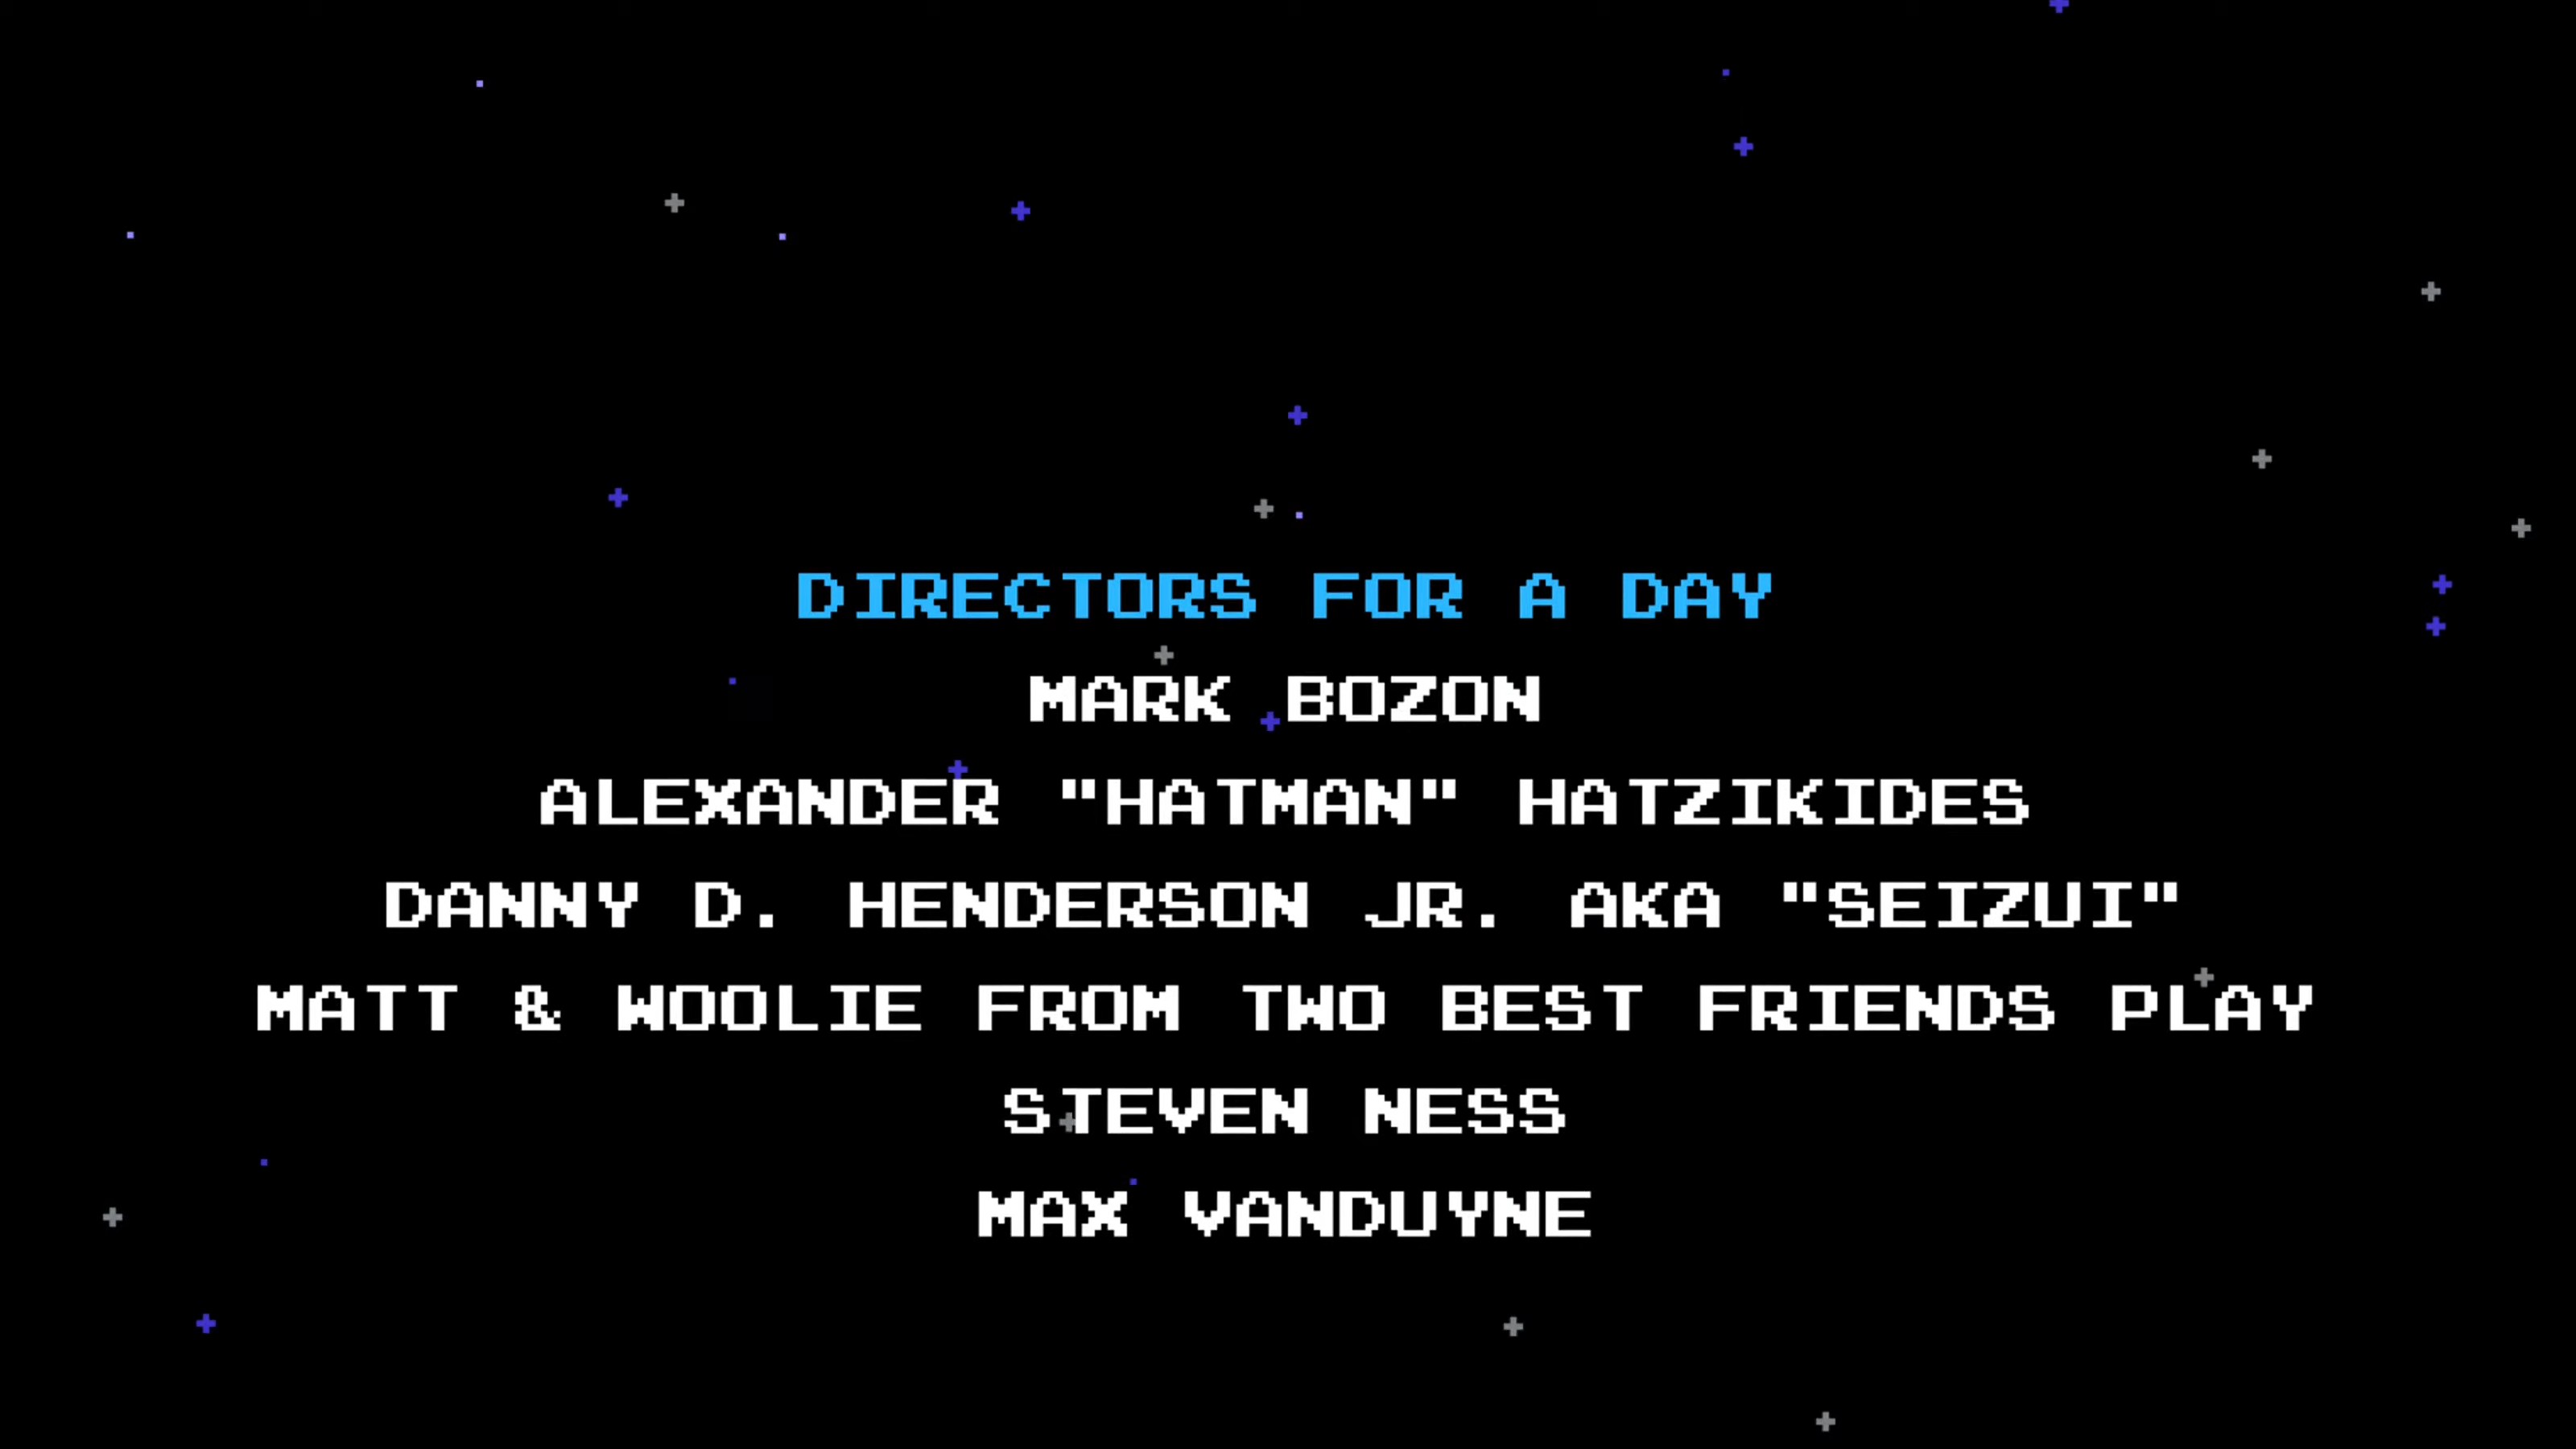 DIRECTORS FOR A DAY
MARK BOZON
ALEXANDER "HATMAN" HATZIKIDES
DANNY D. HENDERSON JR. AKA "SEIZUI"
MATT & WOOLIE FROM TWO BEST FRIENDS PLAY
STEVEN NESS
MAX VANDUYNE